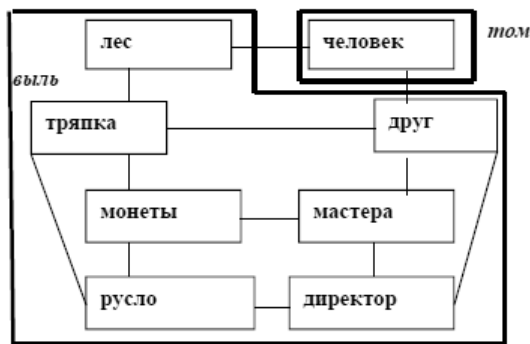 лес человек том
выль
тряпка друг
монеты мастера
русло директор